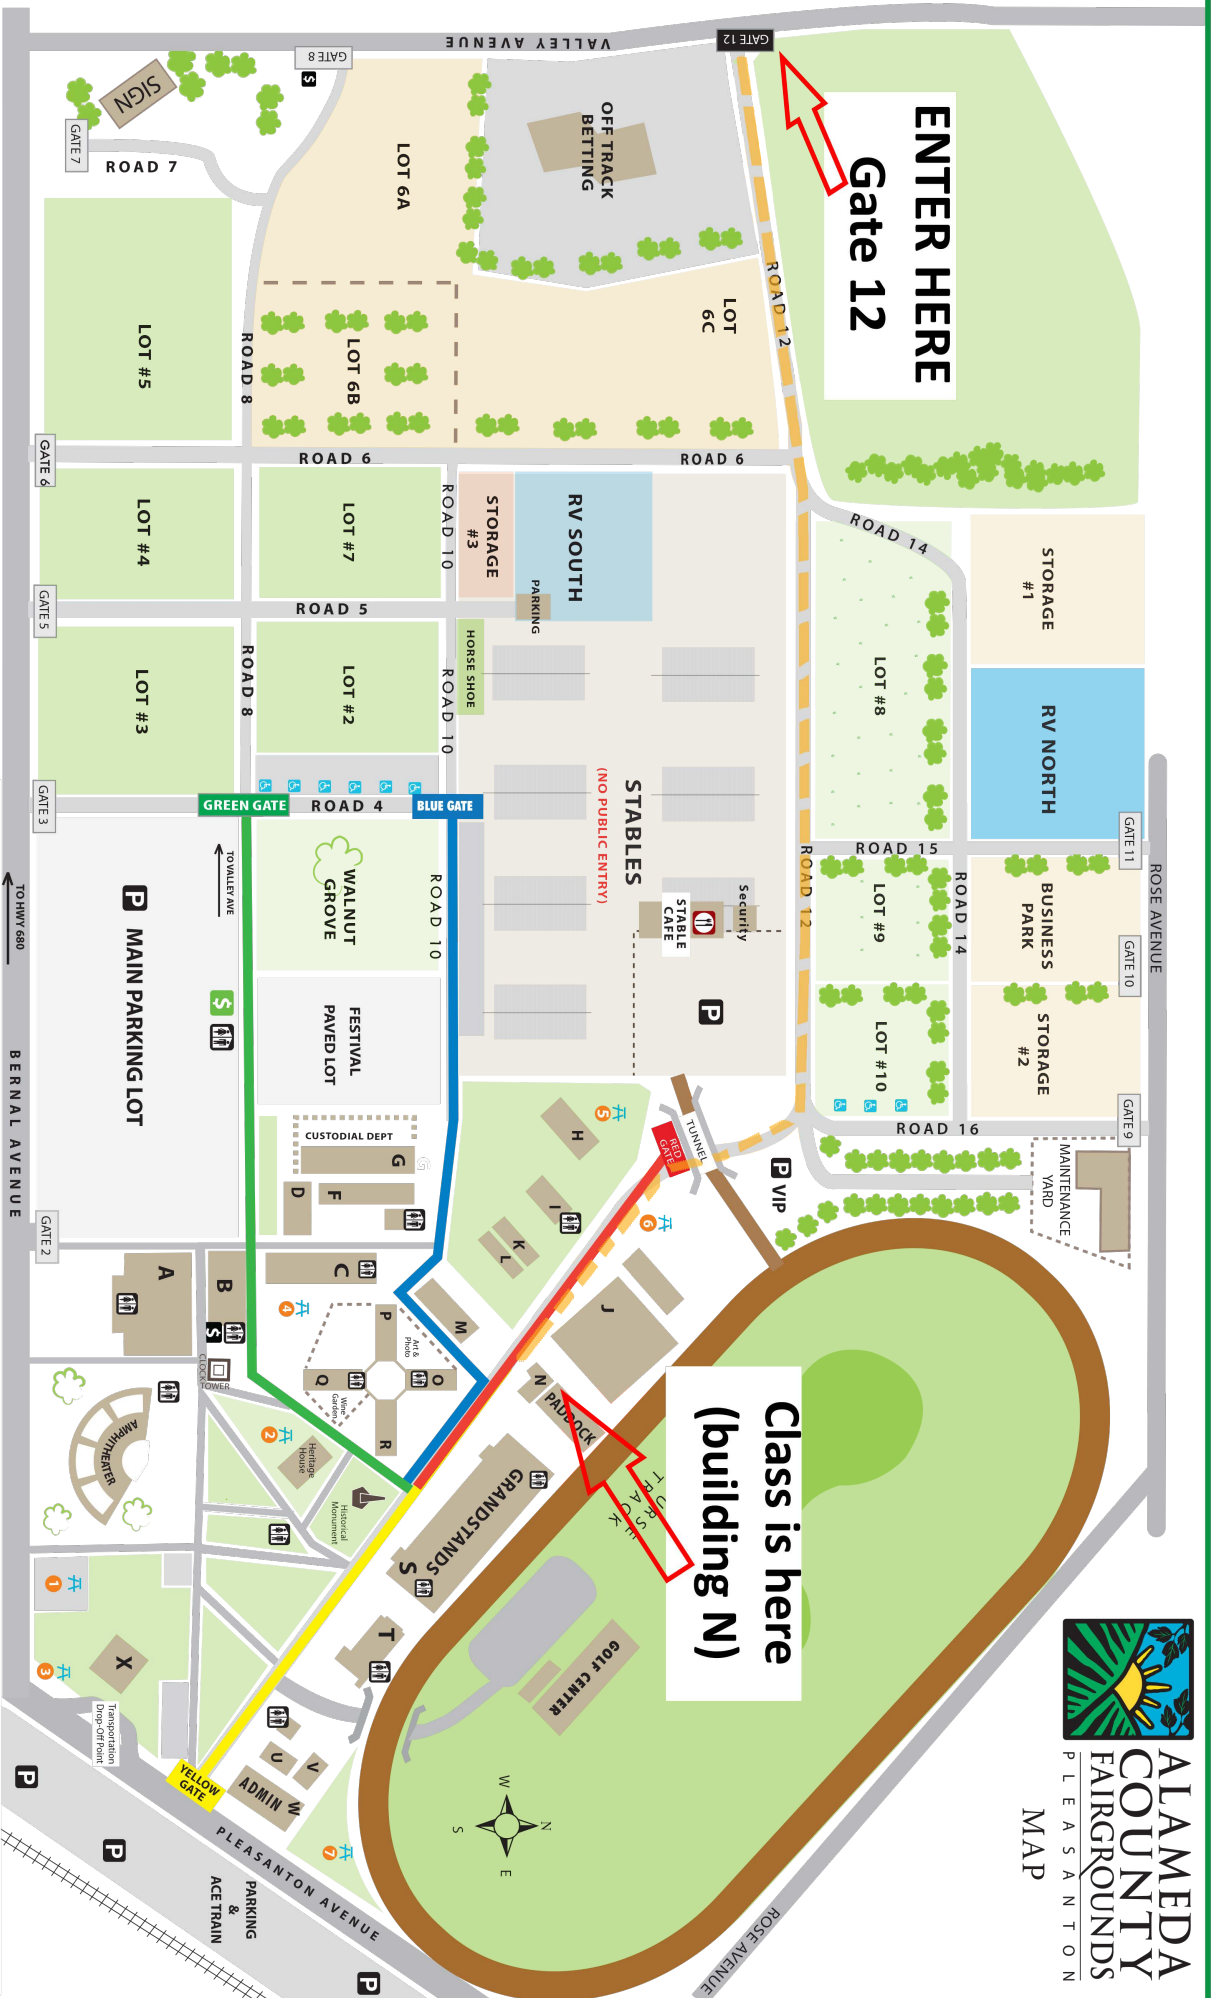 ALAMEDA
COUNTY
FAIRGROUNDS
PLEASANTON
MAP
ENTER HERE
Gate 12
Class is here
(building N)
VALLEY AVENUE
GATE 12
GATE 8
$
SIGN
GATE 7
ROAD 7
LOT 6A
OFF TRACK
BETTING
LOT
6C
ROAD 12
LOT #5
ROAD 8
LOT 6B
GATE 6
ROAD 6
ROAD 6
LOT #4
LOT #7
ROAD 10
STORAGE
#3
RV SOUTH
ROAD 14
STORAGE
#1
GATE 5
ROAD 5
PARKING
LOT #3
ROAD 8
LOT #2
ROAD 10
HORSE SHOE
LOT #8
RV NORTH
GATE 3
GREEN GATE
ROAD 4
BLUE GATE
STABLES
(NO PUBLIC ENTRY)
ROAD 12
ROAD 15
GATE 11
ROSE AVENUE
TO HWY 680
P
MAIN PARKING LOT
TO VALLEY AVE
WALNUT
GROVE
ROAD 10
STABLE
CAFE
Security
LOT #9
ROAD 14
BUSINESS
PARK
GATE 10
BERNAL AVENUE
$
FESTIVAL
PAVED LOT
P
LOT #10
STORAGE
#2
GATE 9
CUSTODIAL DEPT
G
G
D
F
H
5
I
K
L
RED
GATE
TUNNEL
6
P VIP
ROAD 16
MAINTENANCE
YARD
GATE 2
A
B
C
$
CLOCK TOWER
4
P
Art &
Photo
O
Q
Wine
Garden
R
M
J
N
PADDOCK
AMPHITHEATER
2
Heritage
House
Historical
Monument
GRANDSTANDS
S
T
GOLF CENTER
1
3
X
Transportation
Drop-Off Point
YELLOW
GATE
U
V
ADMIN W
7
N
W
E
S
PLEASANTON AVENUE
ROSE AVENUE
PARKING
&
ACE TRAIN
P
P
P